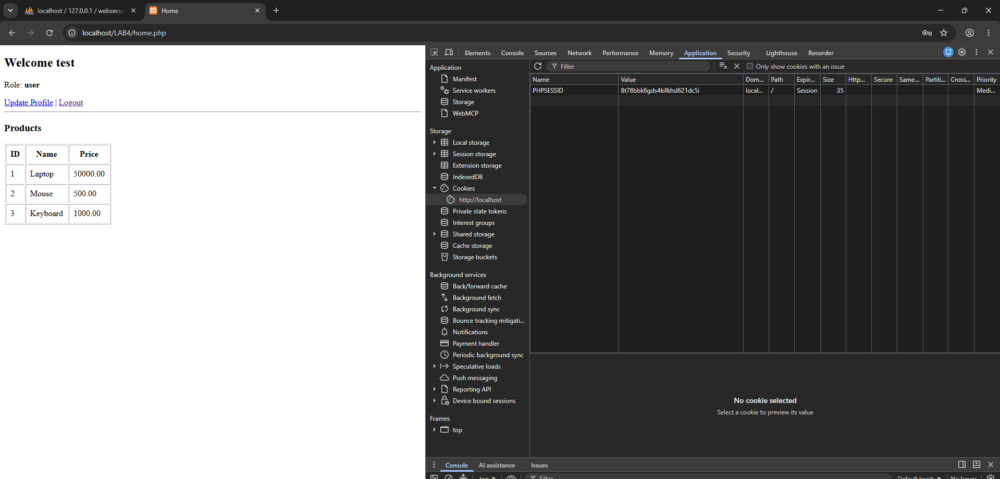 localhost / 127.0.0.1 / websecur
Home
localhost/LAB4/home.php
Welcome test
Role: user
Update Profile | Logout
Products
ID Name Price
1 Laptop 50000.00
2 Mouse 500.00
3 Keyboard 1000.00
Elements Console Sources Network Performance Memory Application Security Lighthouse Recorder
Application
Manifest
Service workers
Storage
WebMCP
Storage
Local storage
Session storage
Extension storage
IndexedDB
Cookies
http://localhost
Private state tokens
Interest groups
Shared storage
Cache storage
Storage buckets
Background services
Back/forward cache
Background fetch
Background sync
Bounce tracking mitigati...
Notifications
Payment handler
Periodic background sync
Speculative loads
Push messaging
Reporting API
Device bound sessions
Frames
top
Filter
Only show cookies with an issue
Name Value Dom... Path Expir... Size Http... Secure Same... Partiti... Cross... Priority
PHPSESSID 8t78bbk6gds4kifkhsl621dc5i local... / Session 35 Medi...
No cookie selected
Select a cookie to preview its value
Console AI assistance Issues
top Filter Default levels No Issues